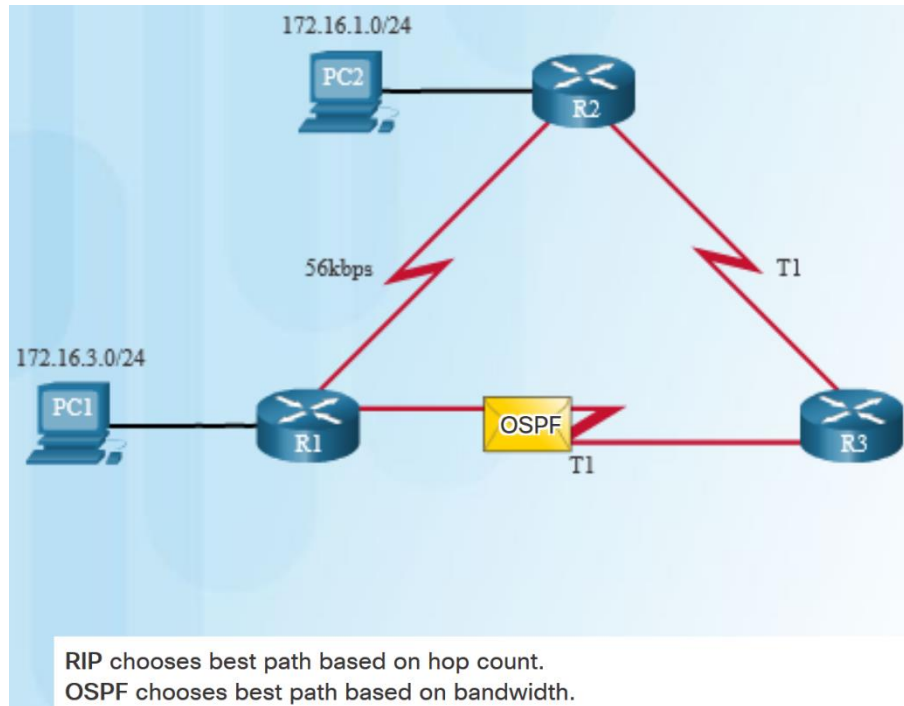 172.16.1.0/24
PC2
R2
56kbps
T1
172.16.3.0/24
PC1
R1
OSPF
T1
R3
RIP chooses best path based on hop count.
OSPF chooses best path based on bandwidth.